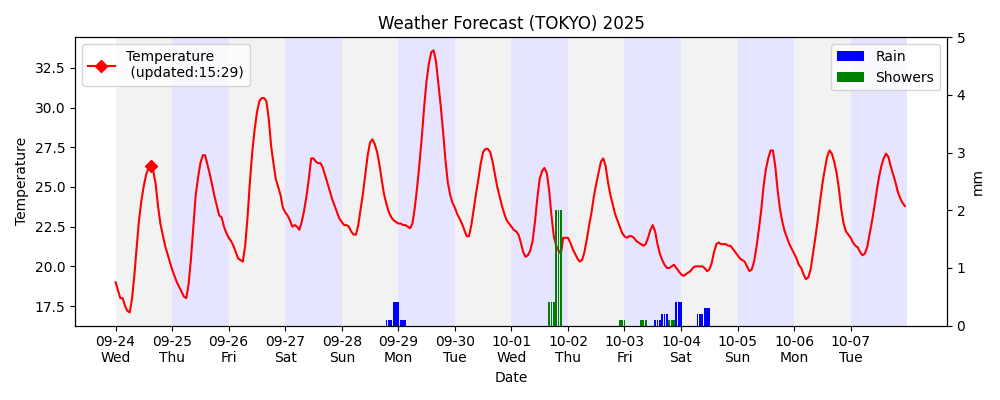 Weather Forecast (TOKYO) 2025
Temperature
(updated:15:29)
Rain
Showers
Temperature
32.5
30.0
27.5
25.0
22.5
20.0
17.5
5
4
3
2
1
0
mm
09-24 09-25 09-26 09-27 09-28 09-29 09-30 10-01 10-02 10-03 10-04 10-05 10-06 10-07
Wed Thu Fri Sat Sun Mon Tue Wed Thu Fri Sat Sun Mon Tue
Date